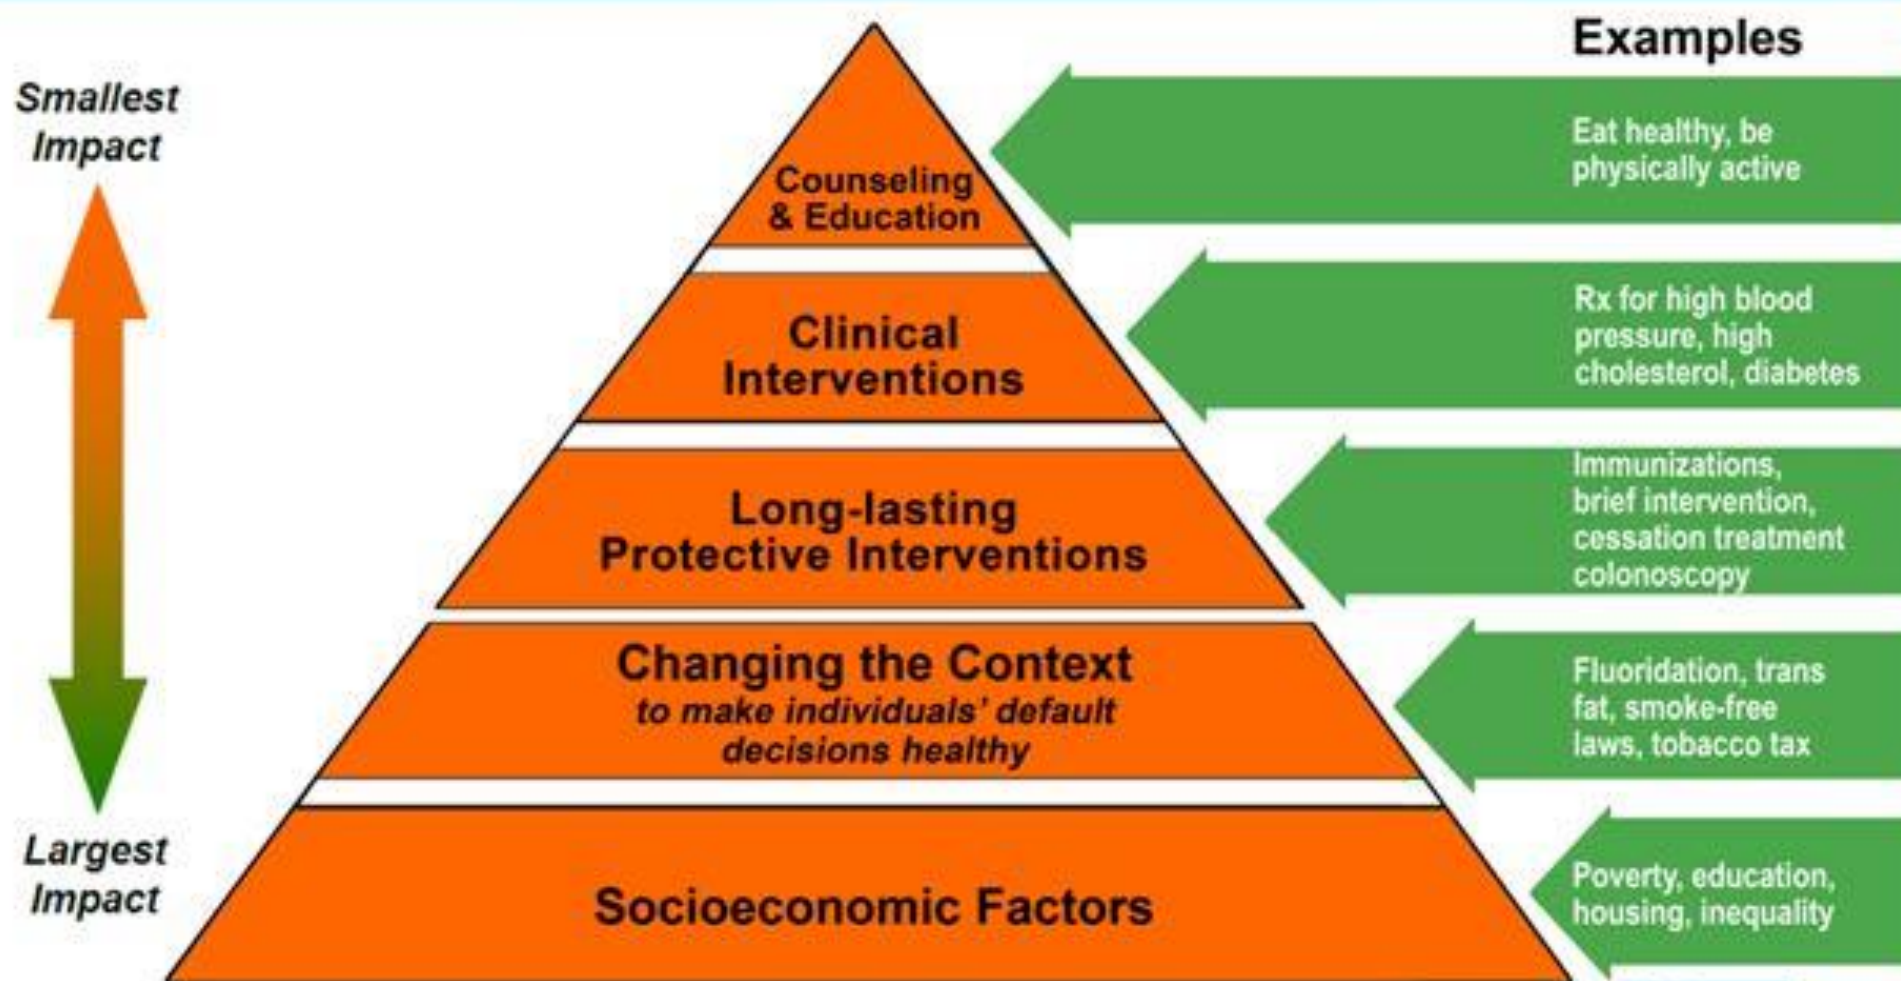 Examples
Smallest
Impact
Counseling
& Education
Eat healthy, be
physically active
Clinical
Interventions
Rx for high blood
pressure, high
cholesterol, diabetes
Long-lasting
Protective Interventions
Immunizations,
brief intervention,
cessation treatment
colonoscopy
Changing the Context
to make individuals’ default
decisions healthy
Fluoridation, trans
fat, smoke-free
laws, tobacco tax
Largest
Impact
Socioeconomic Factors
Poverty, education,
housing, inequality